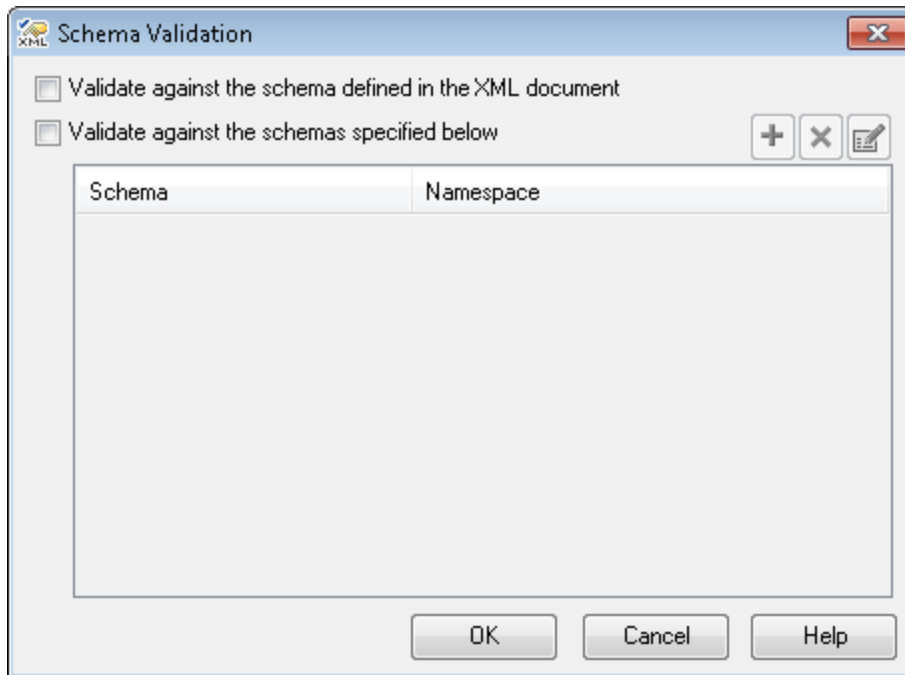 XML Schema Validation
Validate against the schema defined in the XML document
Validate against the schemas specified below
Schema Namespace
OK Cancel Help